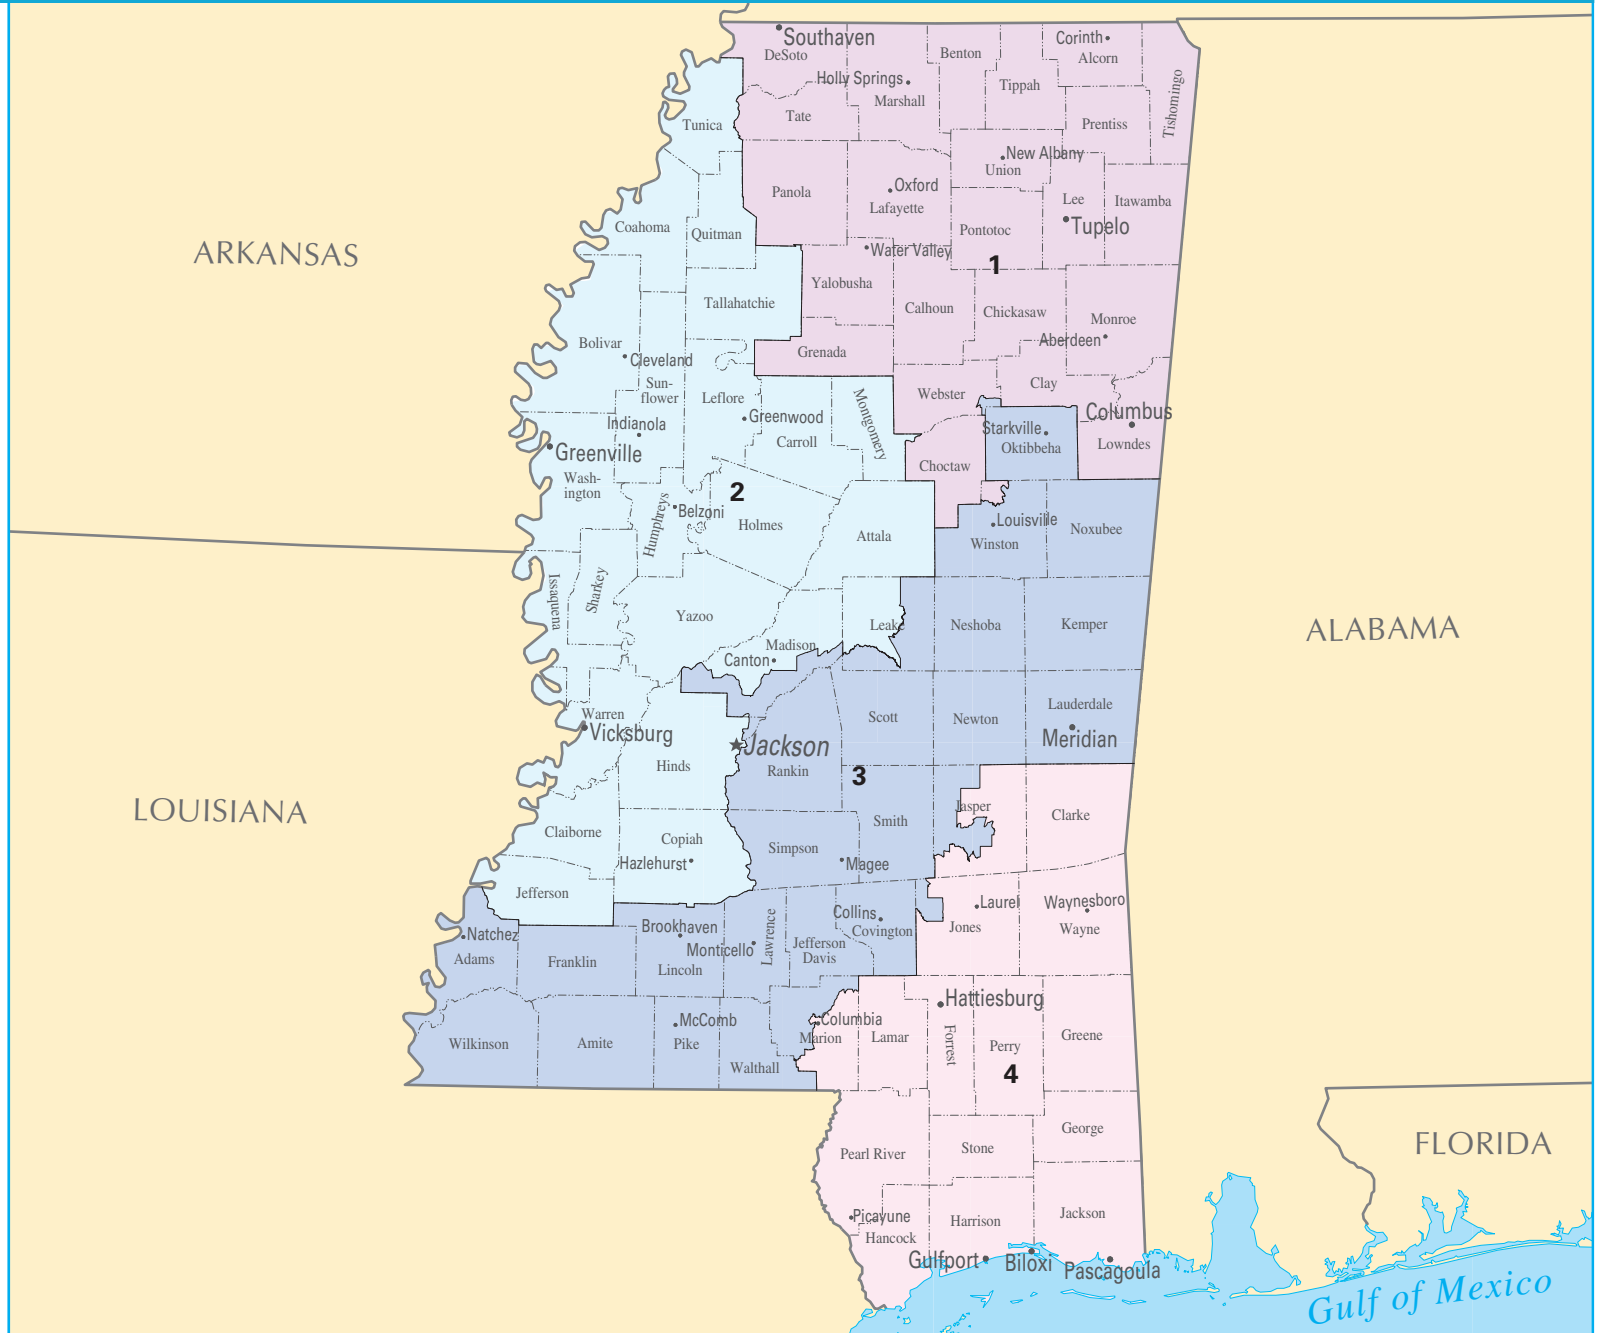 Southaven
DeSoto
Benton
Corinth
Alcorn
Holly Springs
Marshall
Tippah
Tishomingo
Tunica
Tate
Prentiss
New Albany
Union
Panola
Oxford
Lafayette
Lee
Itawamba
Coahoma
Quitman
Pontotoc
Tupelo
ARKANSAS
Water Valley
1
Yalobusha
Tallahatchie
Calhoun
Chickasaw
Monroe
Aberdeen
Bolivar
Cleveland
Grenada
Sun-
flower
Leflore
Webster
Clay
Montgomery
Greenwood
Columbus
Indianola
Carroll
Starkville
Oktibbeha
Lowndes
Greenville
Choctaw
Wash-
ington
2
Humphreys
Belzoni
Holmes
Louisville
Winston
Noxubee
Attala
Issaquena
Sharkey
Yazoo
Leake
Neshoba
Kemper
ALABAMA
Madison
Canton
Warren
Vicksburg
Scott
Newton
Lauderdale
Meridian
Jackson
Hinds
Rankin
3
LOUISIANA
Jasper
Clarke
Smith
Claiborne
Copiah
Simpson
Hazlehurst
Magee
Jefferson
Laurel
Waynesboro
Brookhaven
Collins
Covington
Jones
Wayne
Natchez
Adams
Franklin
Monticello
Lincoln
Lawrence
Jefferson
Davis
Hattiesburg
McComb
Columbia
Marion
Lamar
Forrest
Perry
Greene
Wilkinson
Amite
Pike
Walthall
4
George
FLORIDA
Pearl River
Stone
Picayune
Hancock
Harrison
Jackson
Gulfport
Biloxi
Pascagoula
Gulf of Mexico